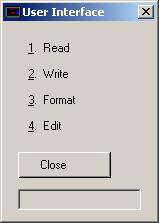 User Interface
1. Read
2. Write
3. Format
4. Edit
Close